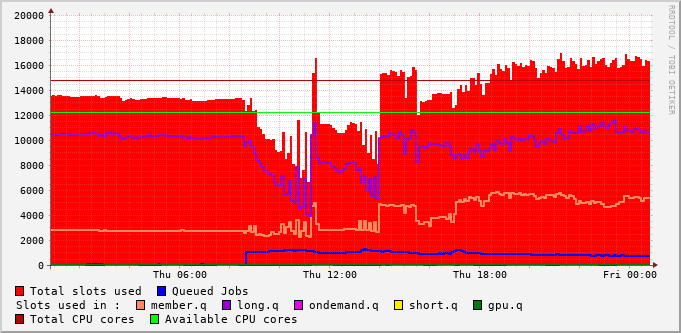 20000
18000
16000
14000
12000
10000
8000
6000
4000
2000
0
Thu 06:00 Thu 12:00 Thu 18:00 Fri 00:00
RRDTOOL / TOBI OETIKER
Total slots used Queued Jobs
Slots used in : member.q long.q ondemand.q short.q gpu.q
Total CPU cores Available CPU cores